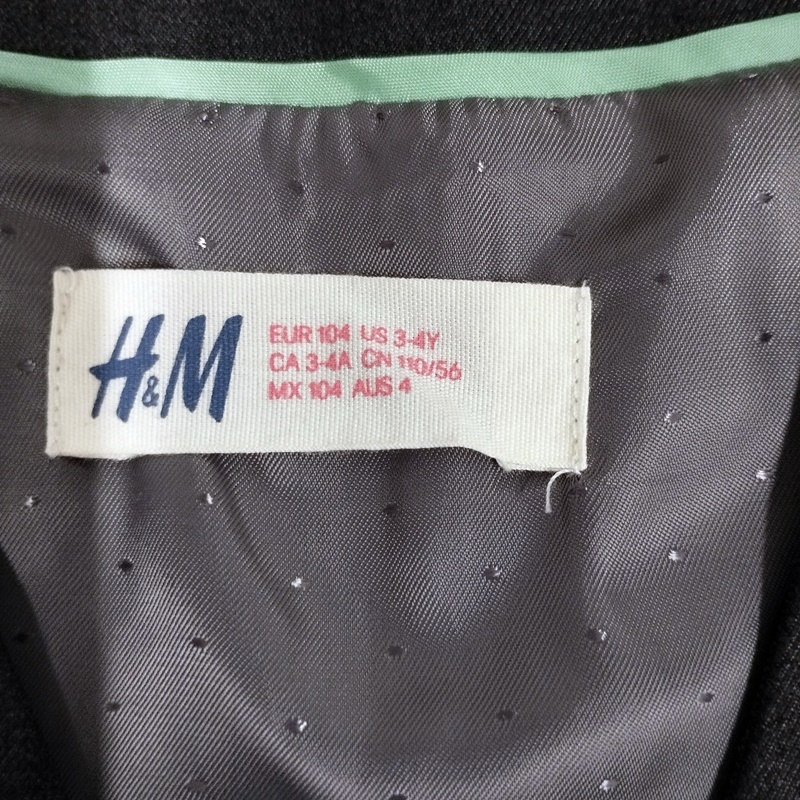 H&M
EUR 104 US 3-4Y
CA 3-4A CN 110/56
MX 104 AUS 4